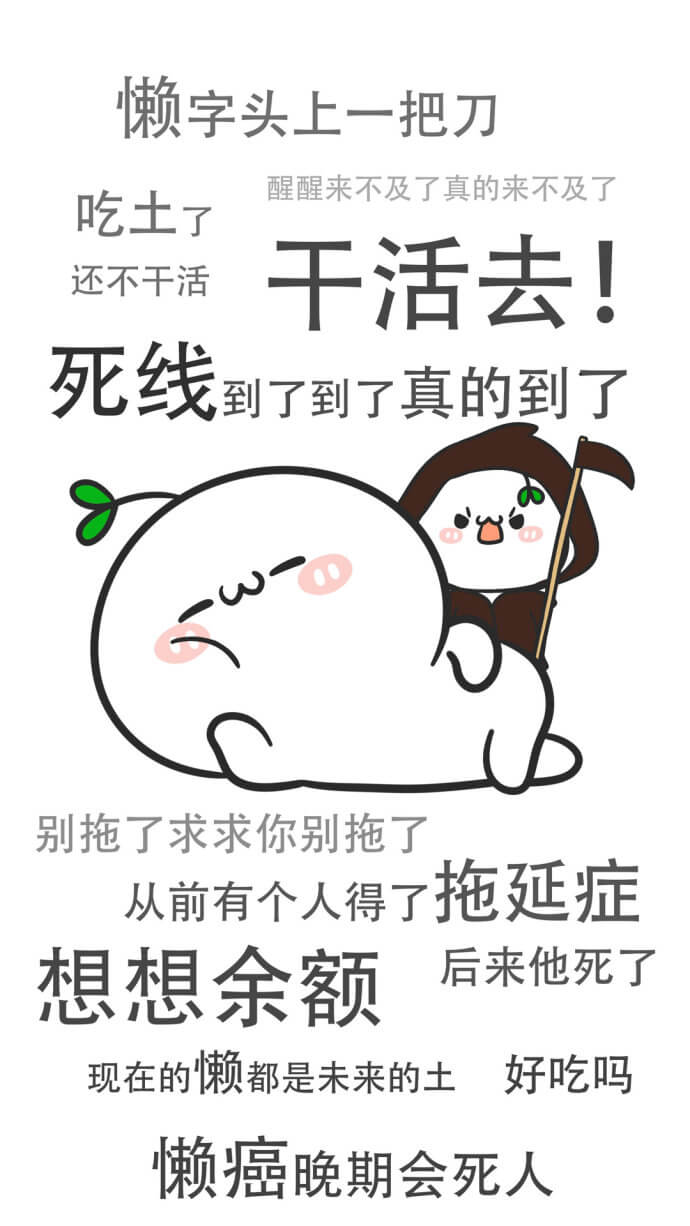 懒字头上一把刀
醒醒来不及了真的来不及了
吃土了
还不干活
干活去！
死线到了到了真的到了
别拖了求求你别拖了
从前有个人得了拖延症
后来他死了
想想余额
现在的懒都是未来的土
好吃吗
懒癌晚期会死人